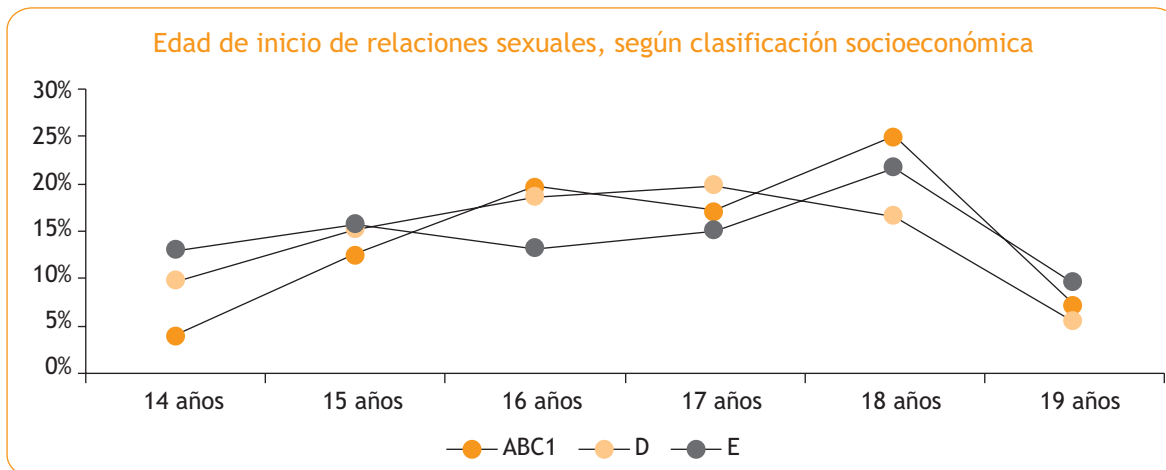 Edad de inicio de relaciones sexuales, según clasificación socioeconómica
30%
25%
20%
15%
10%
5%
0%
14 años 15 años 16 años 17 años 18 años 19 años
ABC1 D E